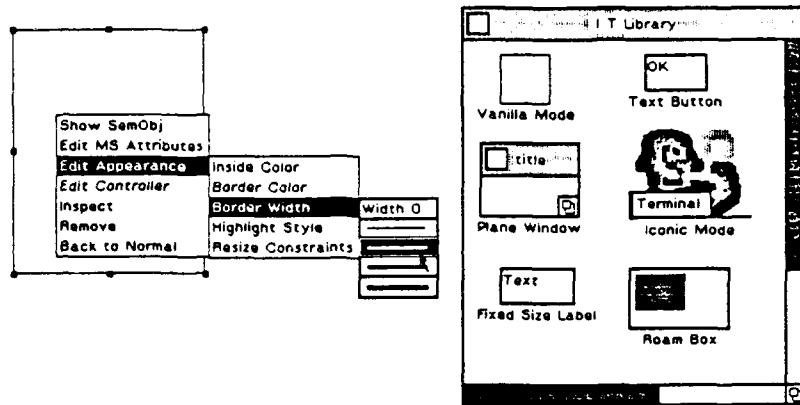 Show SemObj
Edit MS Attributes
Edit Appearance
Edit Controller
Inspect
Remove
Back to Normal
Inside Color
Border Color
Border Width
Highlight Style
Resize Constraints
Width 0
I T Library
Vanilla Mode
OK
Text Button
title
Plane Window
Terminal
Iconic Mode
Text
Fixed Size Label
Roam Box